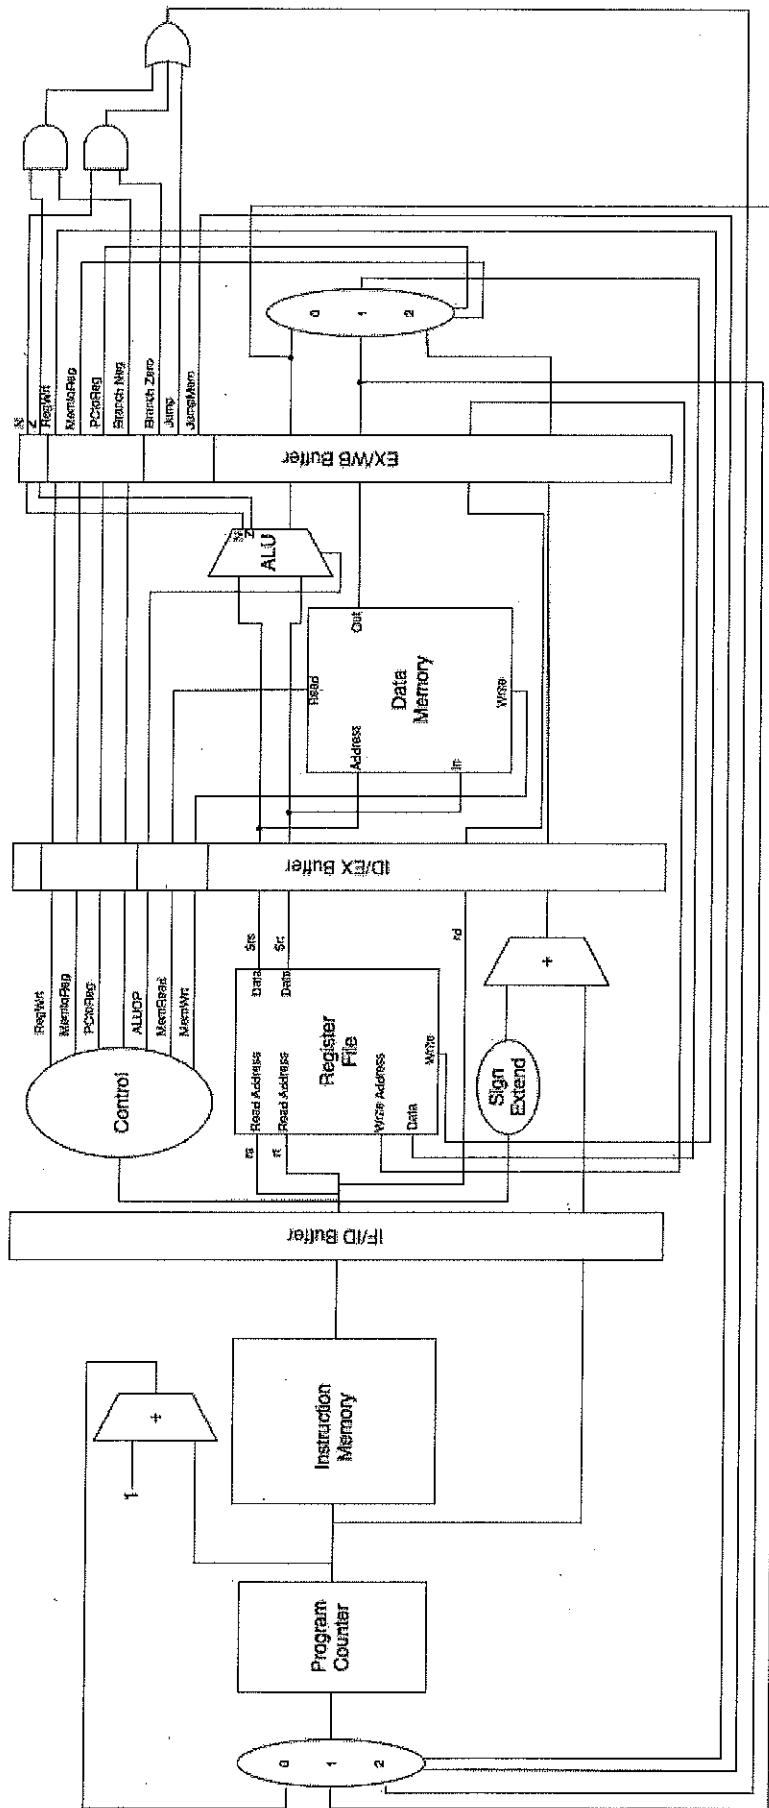 0
1
2
Program
Counter
1
+
Instruction
Memory
IF/ID Buffer
Control
RegWrt
MemtoReg
PCtoReg
ALUOP
MemRead
MemWrt
rs
rt
Read Address
Read Address
Write Address
Data
Write
Register
File
Data
Data
Srs
Srt
rd
Sign
Extend
+
ID/EX Buffer
Address
In
Read
Write
Data
Memory
Out
ALU
N
Z
EX/WB Buffer
N
Z
RegWrt
MemtoReg
PCtoReg
Branch Neg
Branch Zero
Jump
JumpMem
0
1
2